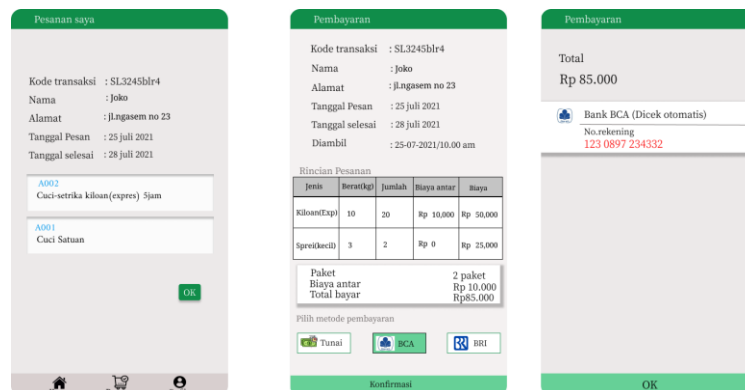 Pesanan saya
Kode transaksi : SL3245blr4
Nama : Joko
Alamat : jl.ngasem no 23
Tanggal Pesan : 25 juli 2021
Tanggal selesai : 28 juli 2021
A002
Cuci-setrika kiloan(expres) 5jam
A001
Cuci Satuan
OK
Pembayaran
Kode transaksi : SL3245blr4
Nama : Joko
Alamat : jl.ngasem no 23
Tanggal Pesan : 25 juli 2021
Tanggal selesai : 28 juli 2021
Diambil : 25-07-2021/10.00 am
Rincian Pesanan
Jenis Berat(kg) Jumlah Biaya antar Biaya
Kiloan(Exp) 10 20 Rp 10,000 Rp 50,000
Sprei(kecil) 3 2 Rp 0 Rp 25,000
Paket 2 paket
Biaya antar Rp 10.000
Total bayar Rp85.000
Pilih metode pembayaran
Tunai BCA BRI
Konfirmasi
Pembayaran
Total
Rp 85.000
Bank BCA (Dicek otomatis)
No.rekening
123 0897 234332
OK